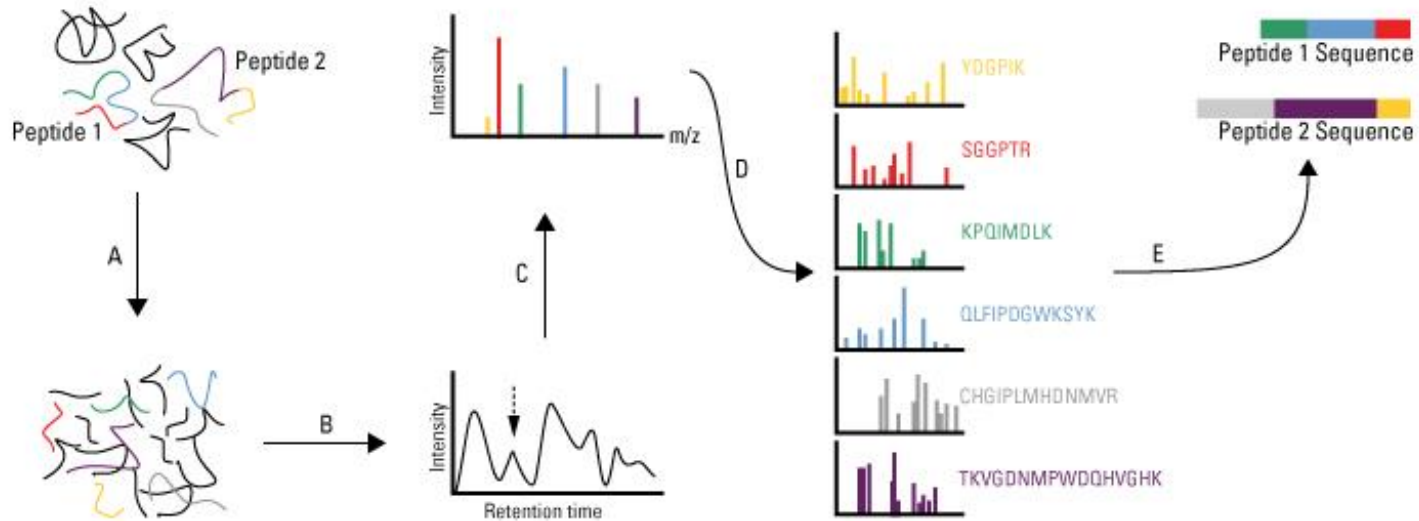 Peptide 2
Peptide 1
A
B
Intensity
Retention time
C
Intensity
m/z
D
YDGPIK
SGGPTR
KPQIMDLK
QLFIPDGWKSYK
CHGIPLMHDNMVR
TKVGDNMPWDQHVGHK
E
Peptide 1 Sequence
Peptide 2 Sequence